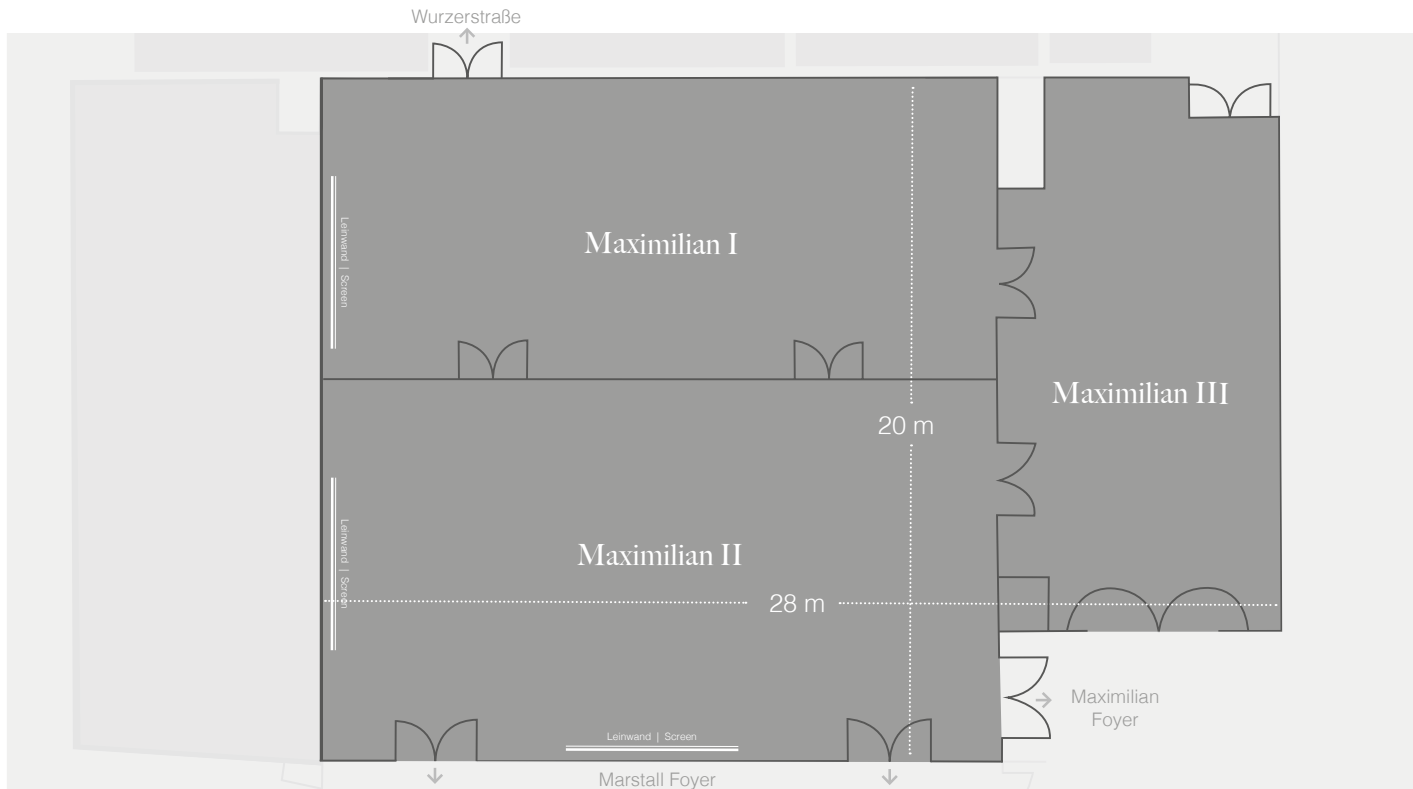 Wurzerstraße
Leinwand | Screen
Maximilian I
Maximilian III
20 m
Leinwand | Screen
Maximilian II
28 m
Maximilian
Foyer
Leinwand | Screen
Marstall Foyer